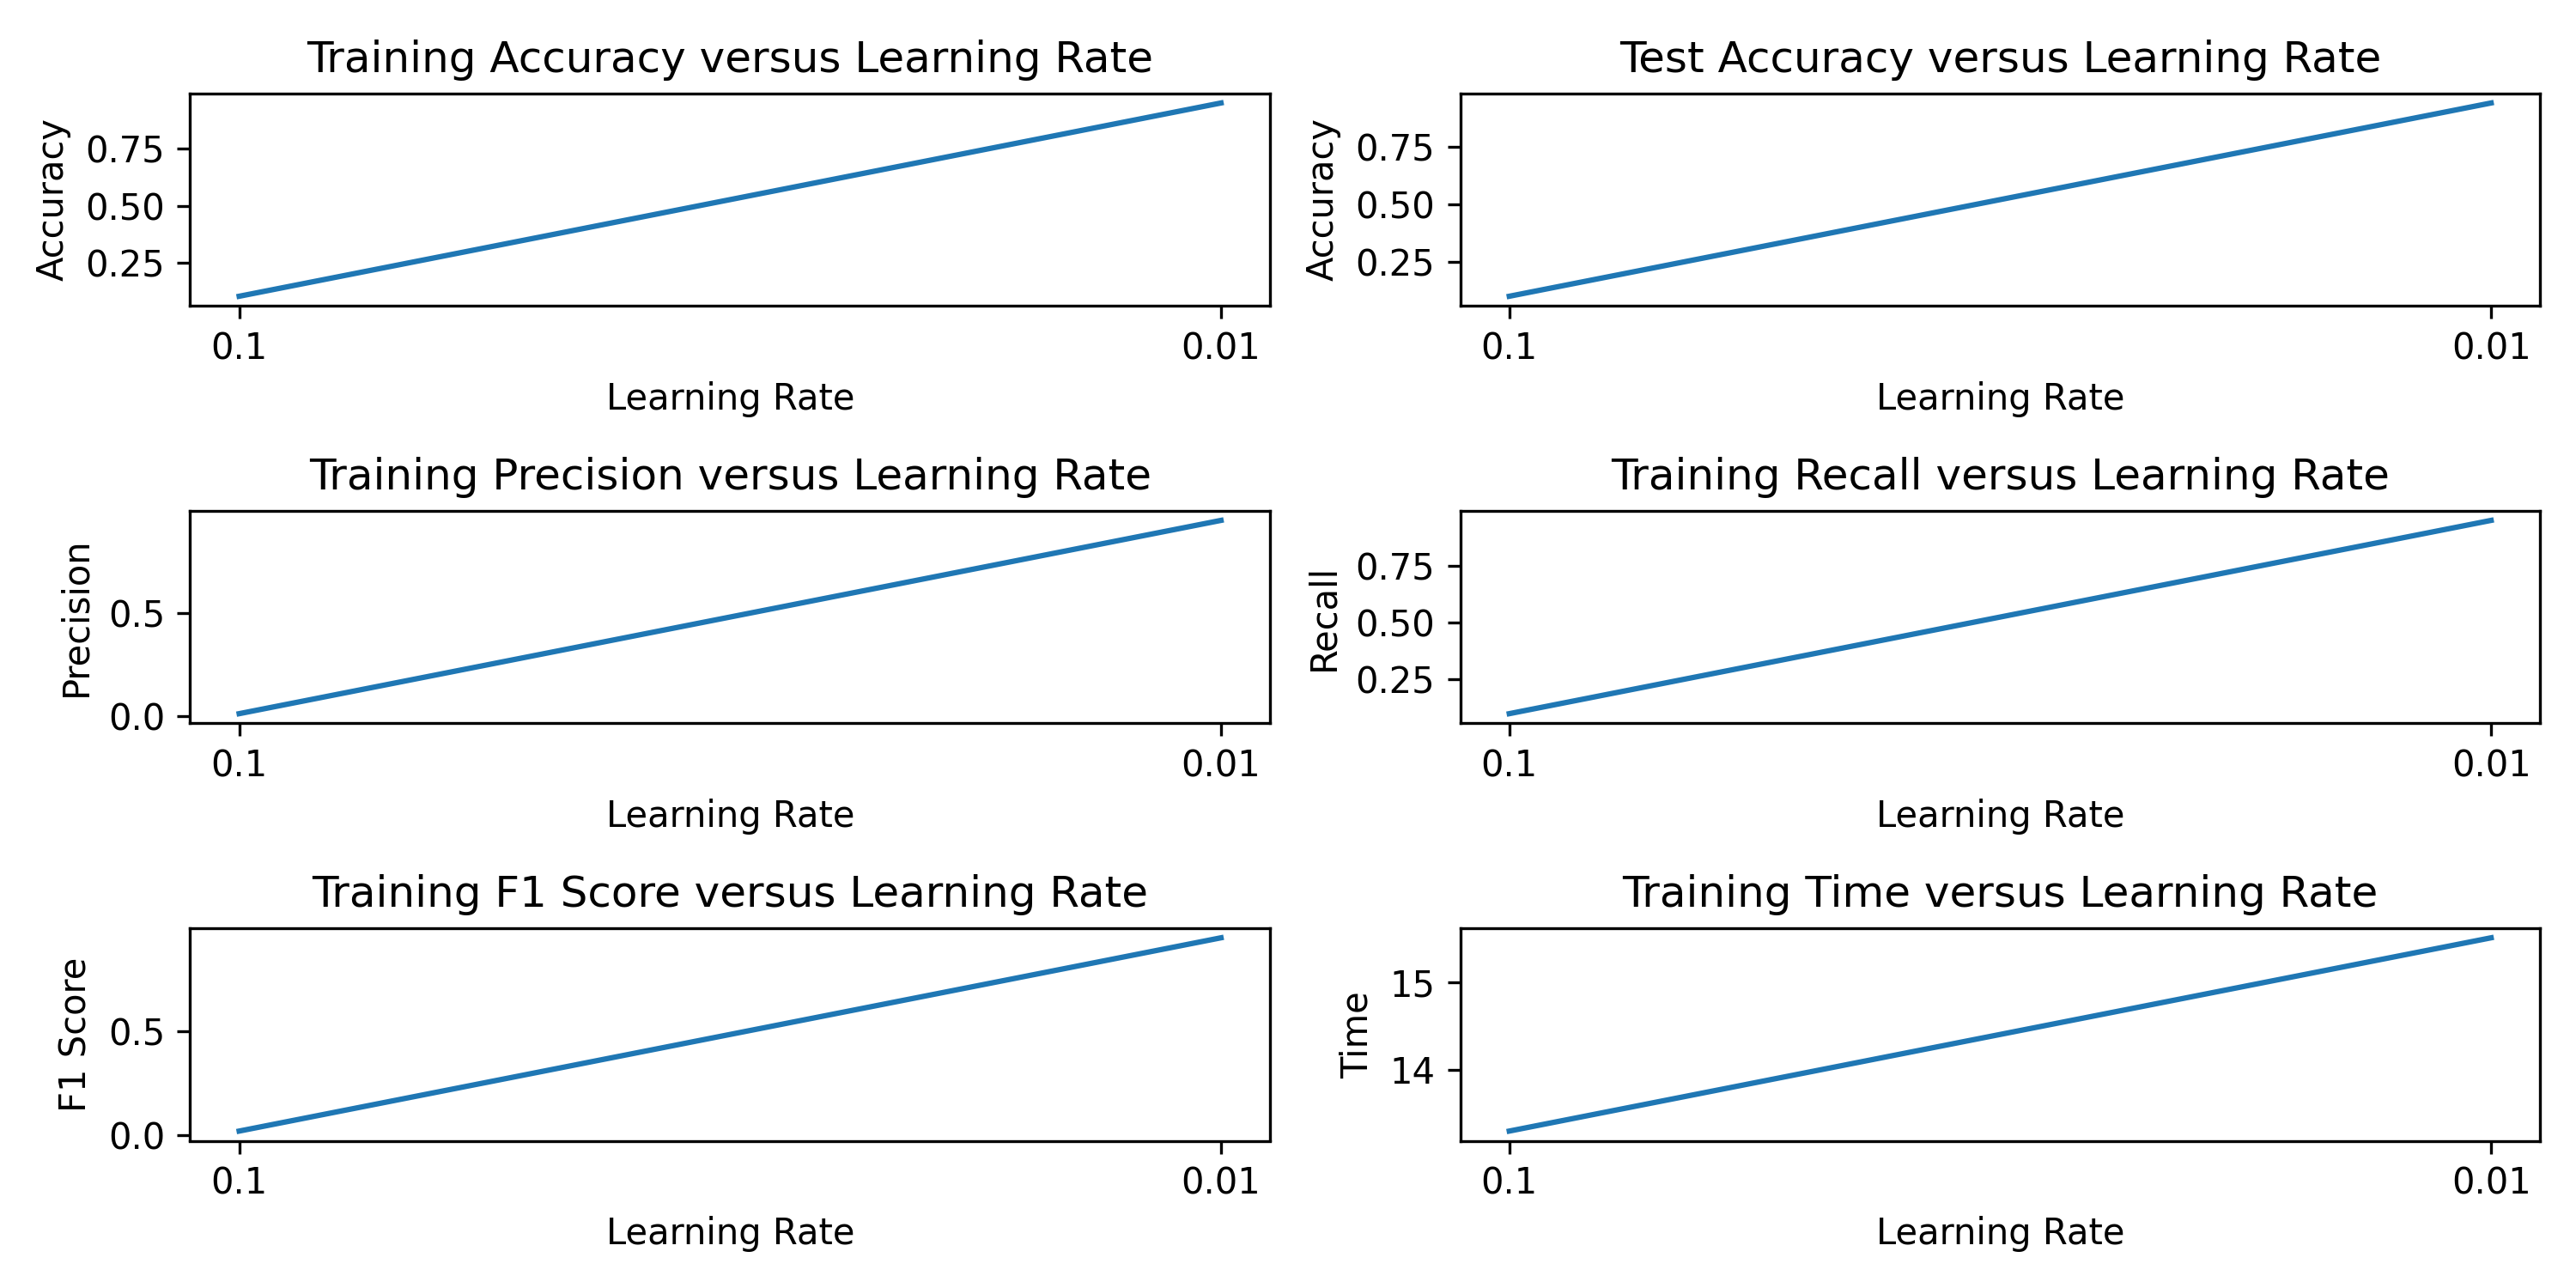 Training Accuracy versus Learning Rate
Accuracy
0.75
0.50
0.25
0.1
0.01
Learning Rate
Test Accuracy versus Learning Rate
Accuracy
0.75
0.50
0.25
0.1
0.01
Learning Rate
Training Precision versus Learning Rate
Precision
0.5
0.0
0.1
0.01
Learning Rate
Training Recall versus Learning Rate
Recall
0.75
0.50
0.25
0.1
0.01
Learning Rate
Training F1 Score versus Learning Rate
F1 Score
0.5
0.0
0.1
0.01
Learning Rate
Training Time versus Learning Rate
Time
15
14
0.1
0.01
Learning Rate